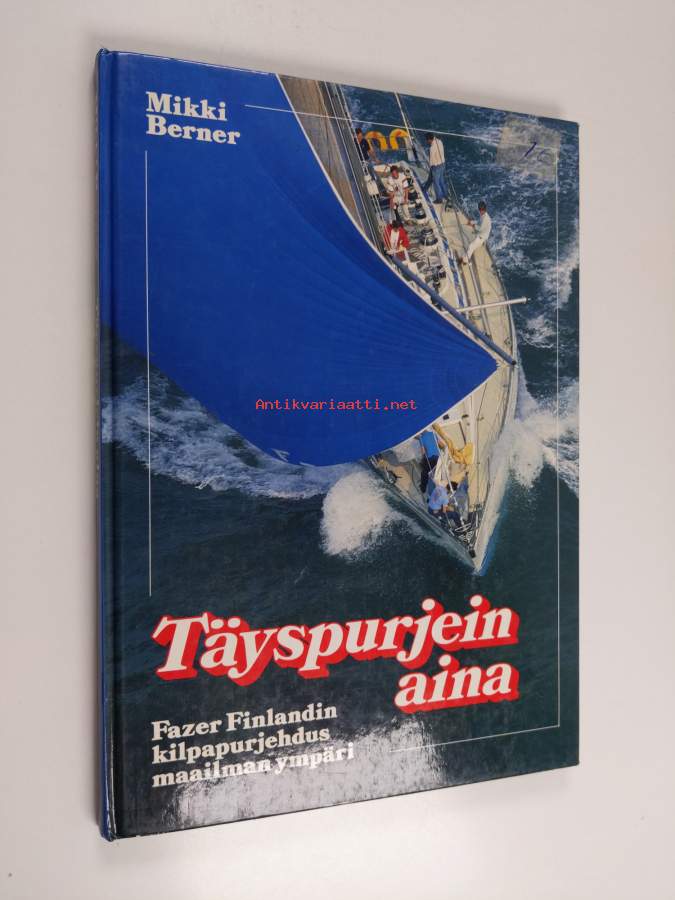 Mikki
Berner
Antikvariaatti.net
Täyspurjein
aina
Fazer Finlandin
kilpapurjehdus
maailman ympäri